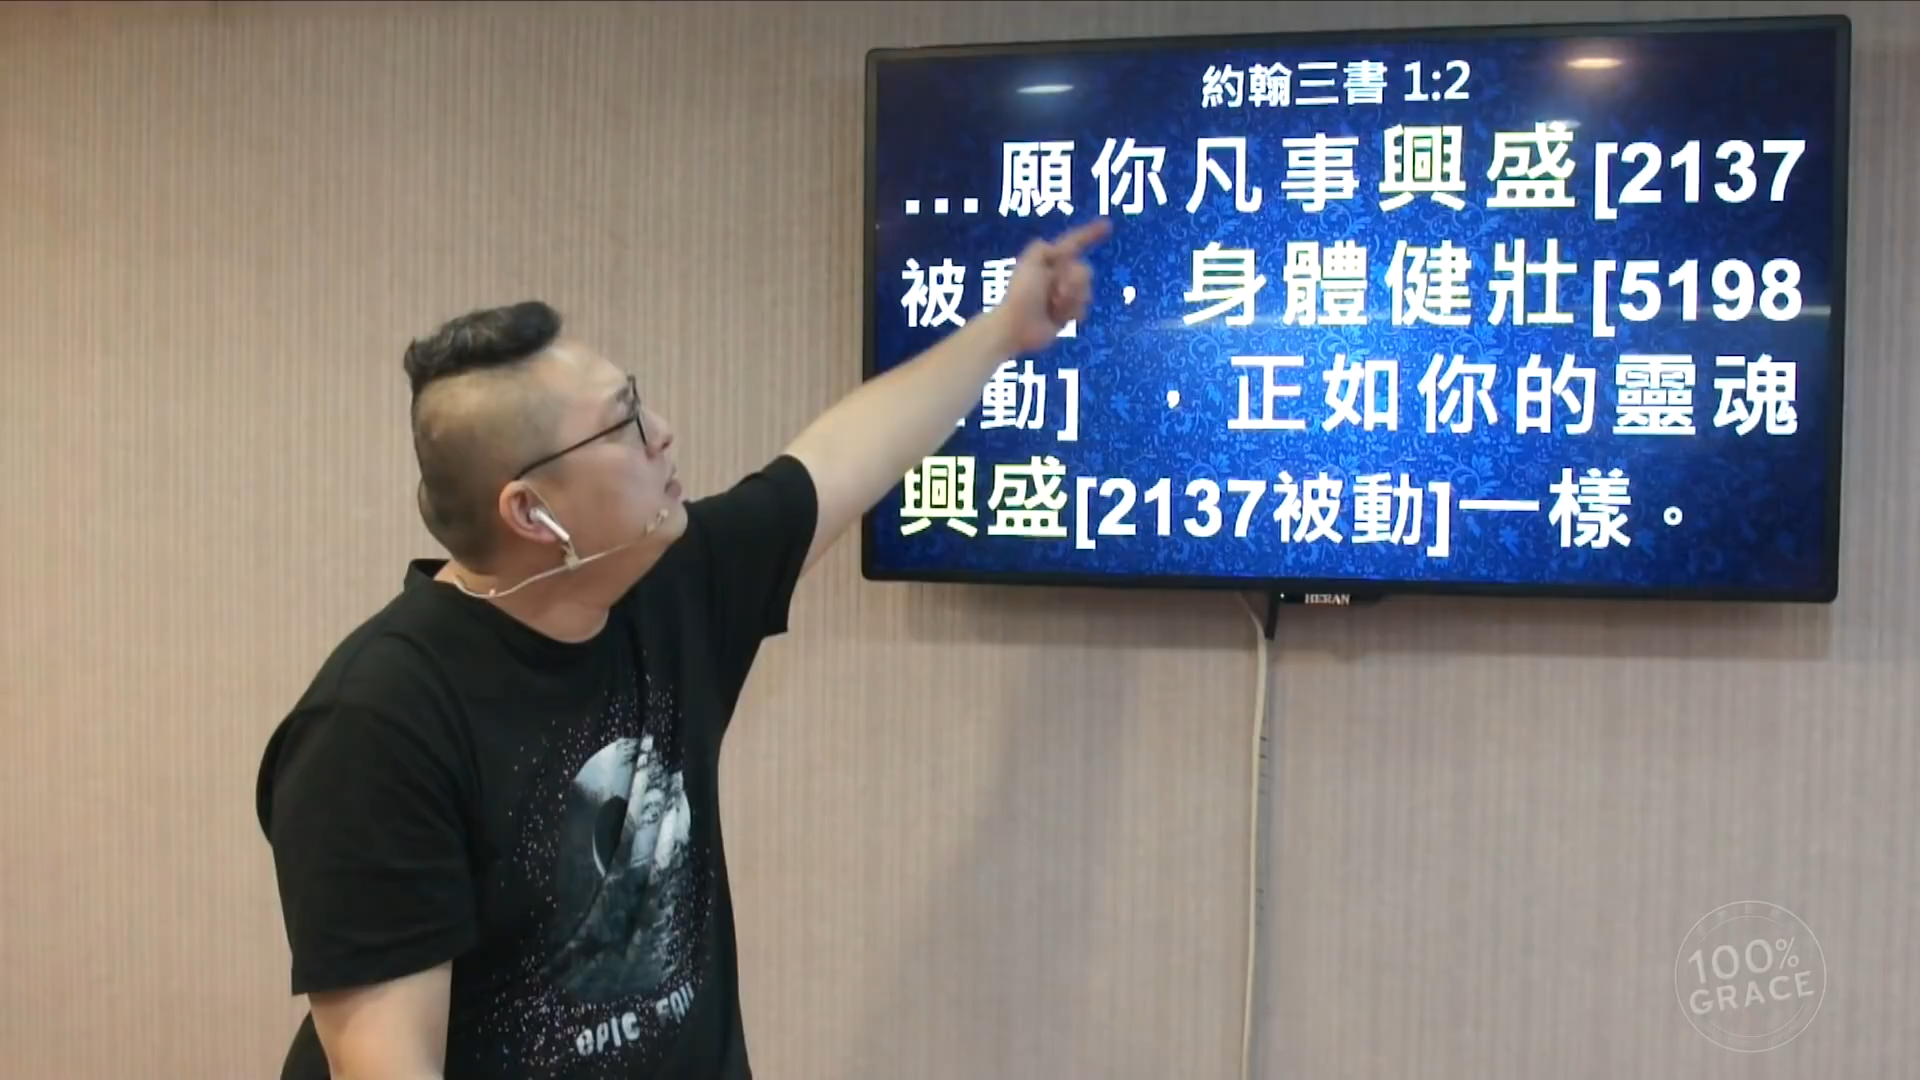 約翰三書 1:2
...願你凡事興盛[2137
被動]，身體健壯[5198
動]，正如你的靈魂
興盛[2137被動]一樣。
HERAN
EPIC
100%
GRACE